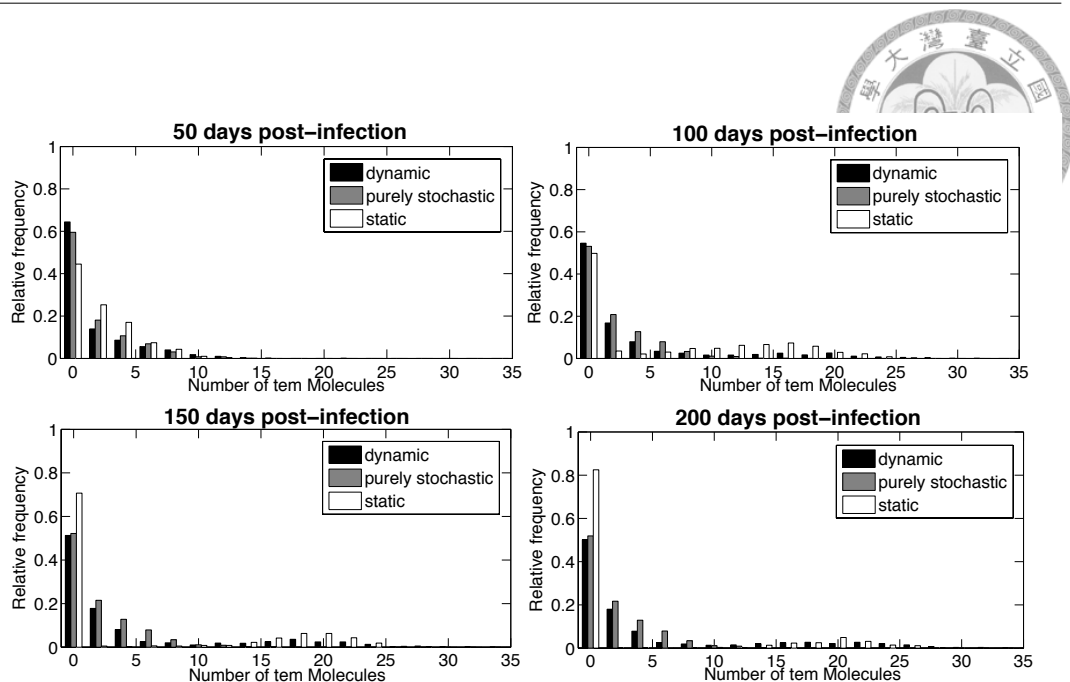 學大灣臺立國
50 days post−infection
1
0.8
0.6
0.4
0.2
0
Relative frequency
dynamic
purely stochastic
static
0 5 10 15 20 25 30 35
Number of tem Molecules
100 days post−infection
1
0.8
0.6
0.4
0.2
0
Relative frequency
dynamic
purely stochastic
static
0 5 10 15 20 25 30 35
Number of tem Molecules
150 days post−infection
1
0.8
0.6
0.4
0.2
0
Relative frequency
dynamic
purely stochastic
static
0 5 10 15 20 25 30 35
Number of tem Molecules
200 days post−infection
1
0.8
0.6
0.4
0.2
0
Relative frequency
dynamic
purely stochastic
static
0 5 10 15 20 25 30 35
Number of tem Molecules